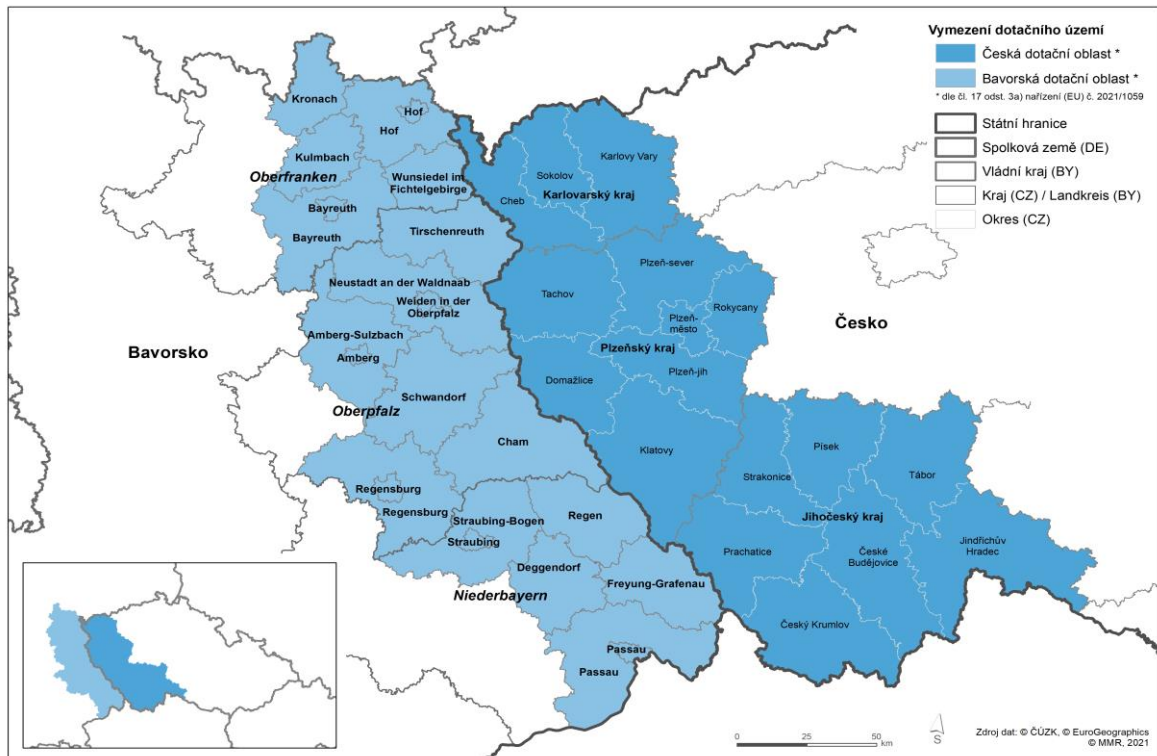 Vymezení dotačního území
Česká dotační oblast *
Bavorská dotační oblast *
* dle čl. 17 odst. 3a) nařízení (EU) č. 2021/1059
Státní hranice
Spolková země (DE)
Vládní kraj (BY)
Kraj (CZ) / Landkreis (BY)
Okres (CZ)
Kronach
Hof
Hof
Kulmbach
Oberfranken
Wunsiedel im
Fichtelgebirge
Bayreuth
Bayreuth
Tirschenreuth
Neustadt an der Waldnaab
Weiden in der
Oberpfalz
Amberg-Sulzbach
Amberg
Bavorsko
Schwandorf
Oberpfalz
Cham
Regensburg
Regensburg
Straubing-Bogen
Straubing
Regen
Deggendorf
Freyung-Grafenau
Niederbayern
Passau
Passau
Karlovy Vary
Sokolov
Karlovarský kraj
Cheb
Plzeň-sever
Tachov
Plzeň-
město
Rokycany
Česko
Plzeňský kraj
Domažlice
Plzeň-jih
Klatovy
Písek
Strakonice
Tábor
Jihočeský kraj
Prachatice
České
Budějovice
Jindřichův
Hradec
Český Krumlov
S
0 25 50
km
Zdroj dat: © ČÚZK, © EuroGeographics
© MMR, 2021